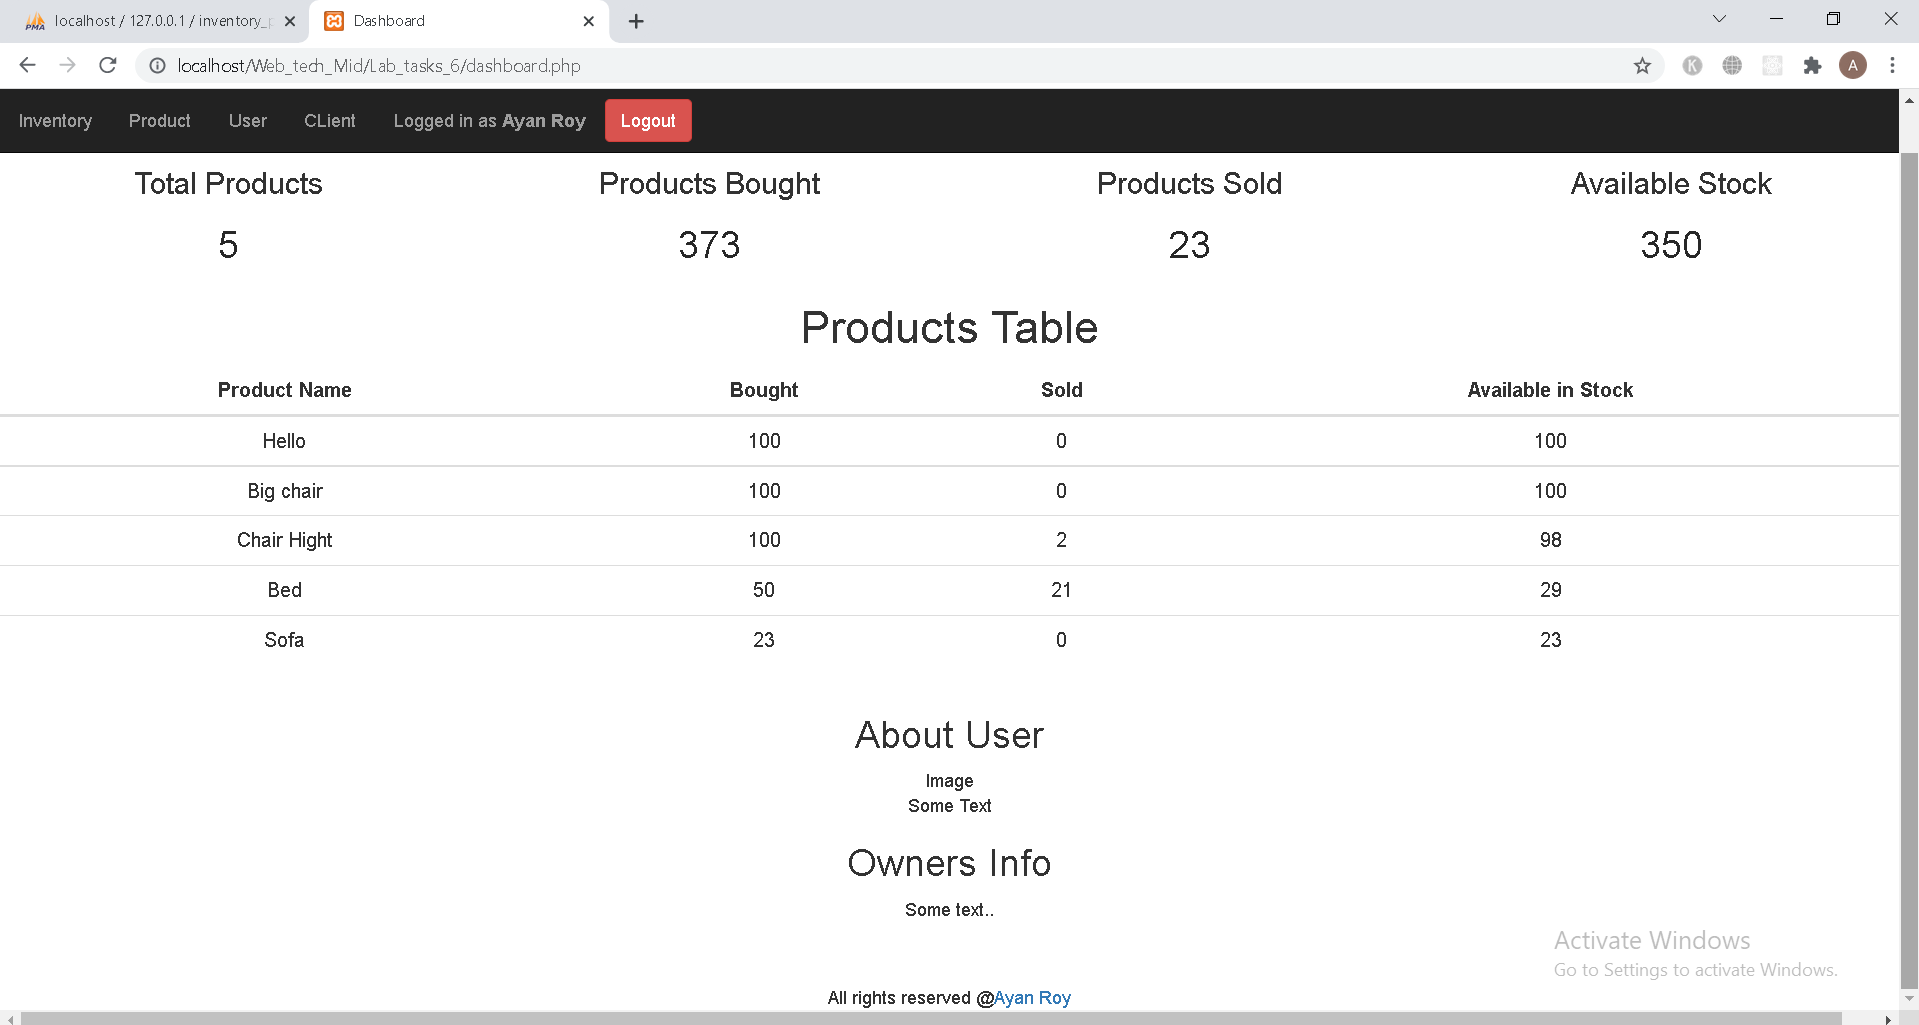 localhost / 127.0.0.1 / inventory_p
Dashboard
localhost/Web_tech_Mid/Lab_tasks_6/dashboard.php
A
Inventory Product User CLient Logged in as Ayan Roy Logout
Total Products Products Bought Products Sold Available Stock
5 373 23 350
Products Table
Product Name Bought Sold Available in Stock
Hello 100 0 100
Big chair 100 0 100
Chair Hight 100 2 98
Bed 50 21 29
Sofa 23 0 23
About User
Image
Some Text
Owners Info
Some text..
Activate Windows
Go to Settings to activate Windows.
All rights reserved @Ayan Roy